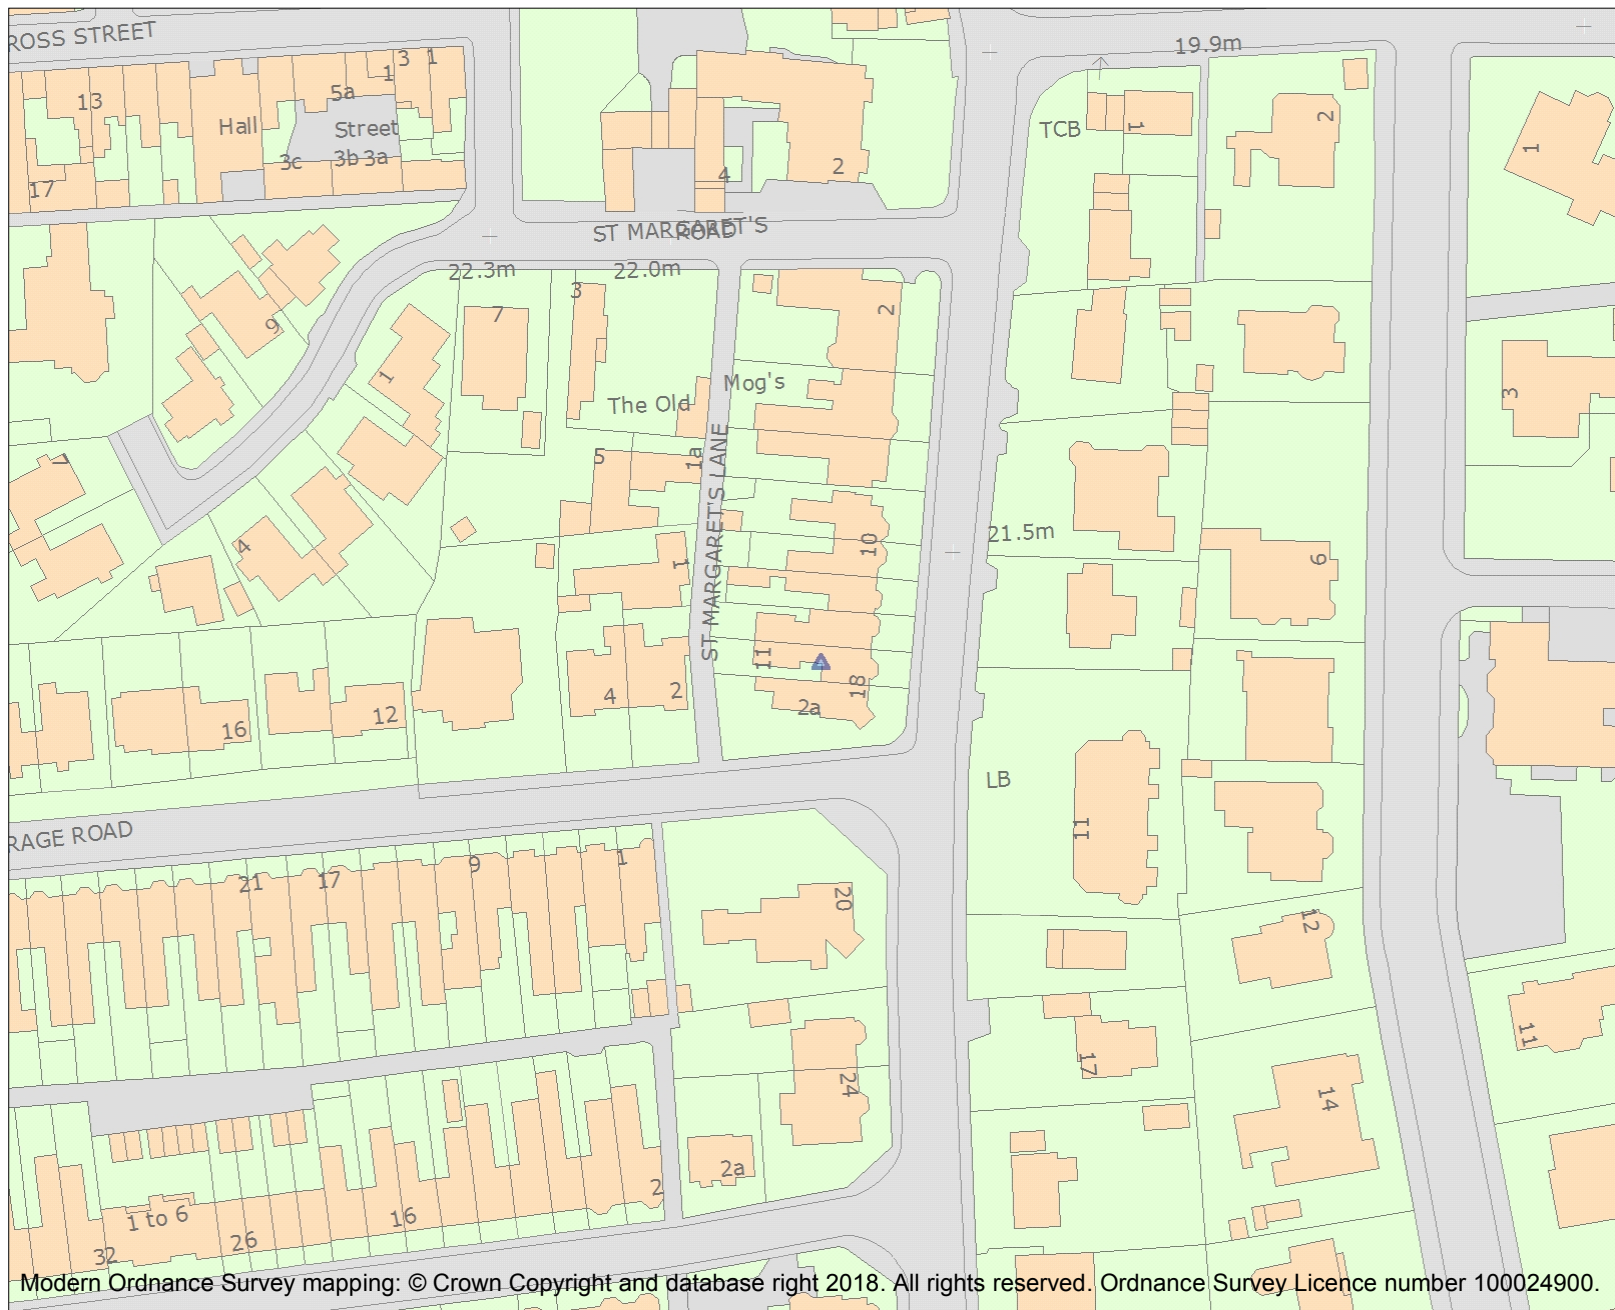 ROSS STREET
19.9m
3
1
1
13
5a
Hall
Street
3c
3b 3a
17
TCB
1
2
1
4
2
ST MARGARET'S
ROAD
22.3m
22.0m
3
7
9
2
1
Mog's
The Old
3
5
1a
7
ST MARGARET'S LANE
21.5m
10
4
1
6
11
4
2
18
2a
16
12
LB
11
RAGE ROAD
21
17
9
1
20
12
11
17
24
14
2a
2
1 to 6
16
26
32
Modern Ordnance Survey mapping: © Crown Copyright and database right 2018. All rights reserved. Ordnance Survey Licence number 100024900.